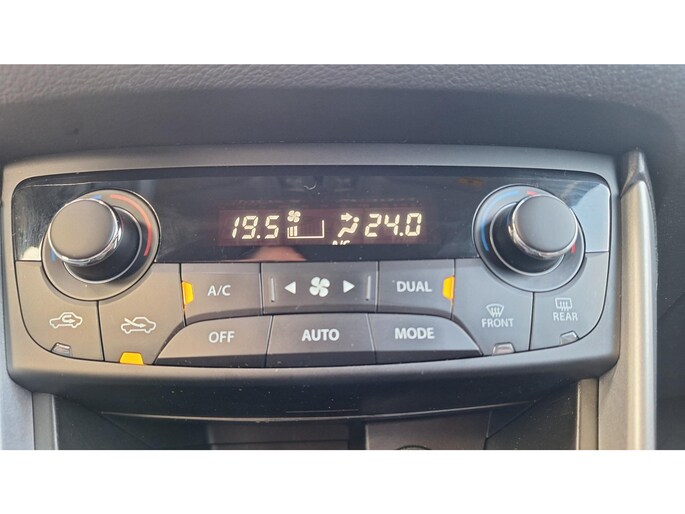 19.5 24.0
A/C
A/C DUAL
FRONT REAR
OFF AUTO MODE